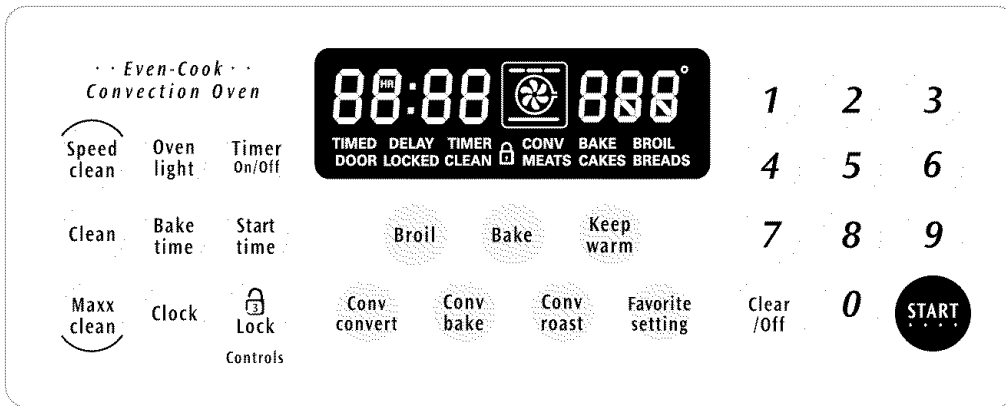 · · Even-Cook · ·
Convection Oven
88:88 888°
HR
TIMED DELAY TIMER CONV BAKE BROIL
DOOR LOCKED CLEAN MEATS CAKES BREADS
Speed
clean
Oven
light
Timer
On/Off
Clean
Bake
time
Start
time
Maxx
clean
Clock
3
Lock
Controls
Broil
Bake
Keep
warm
Conv
convert
Conv
bake
Conv
roast
Favorite
setting
1 2 3
4 5 6
7 8 9
Clear
/Off
0
START